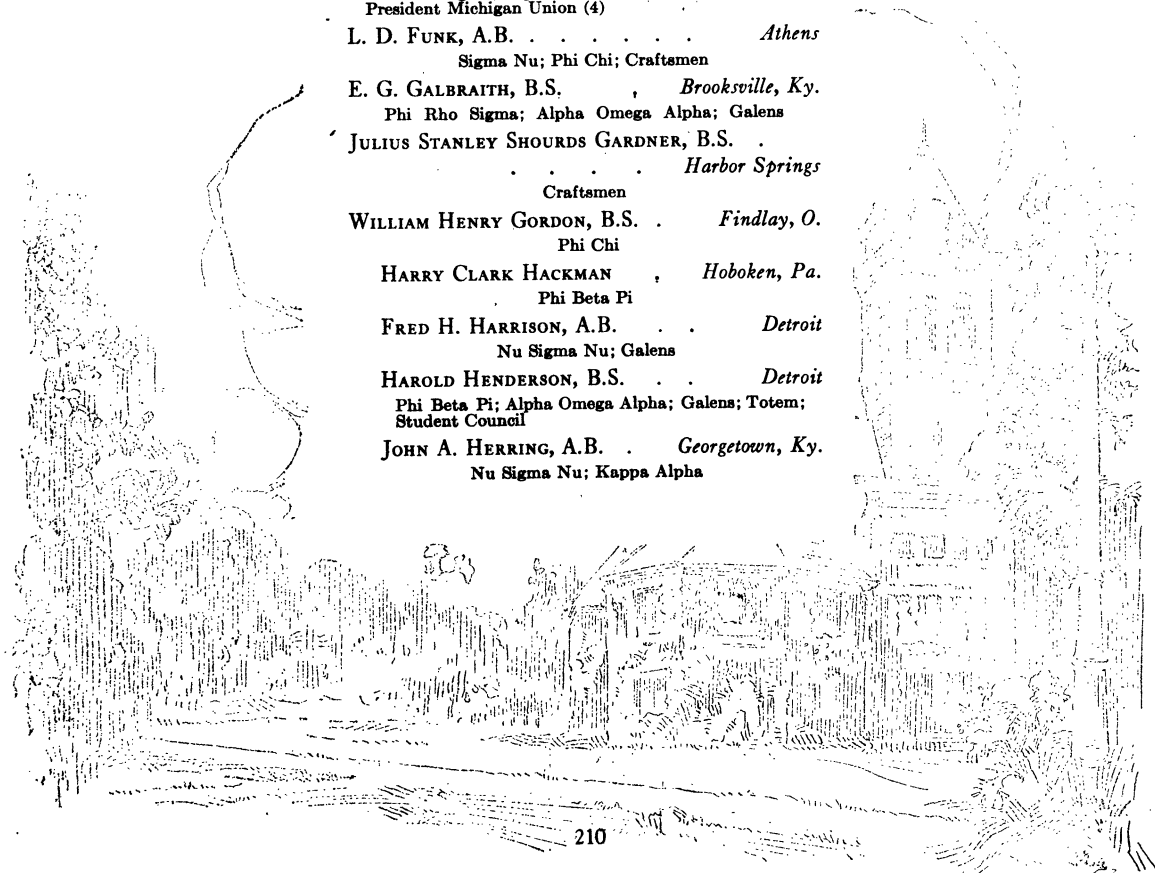 President Michigan Union (4)
L. D. FUNK, A.B. . . . . . . Athens
Sigma Nu; Phi Chi; Craftsmen
E. G. GALBRAITH, B.S. , Brooksville, Ky.
Phi Rho Sigma; Alpha Omega Alpha; Galens
JULIUS STANLEY SHOURDS GARDNER, B.S. .
. . . . Harbor Springs
Craftsmen
WILLIAM HENRY GORDON, B.S. . Findlay, O.
Phi Chi
HARRY CLARK HACKMAN , Hoboken, Pa.
Phi Beta Pi
FRED H. HARRISON, A.B. . . Detroit
Nu Sigma Nu; Galens
HAROLD HENDERSON, B.S. . . Detroit
Phi Beta Pi; Alpha Omega Alpha; Galens; Totem;
Student Council
JOHN A. HERRING, A.B. . Georgetown, Ky.
Nu Sigma Nu; Kappa Alpha
210